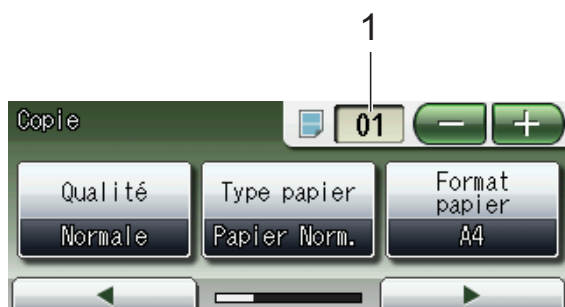 1
Copie 01 - +
Qualité Type papier Format papier
Normale Papier Norm. A4